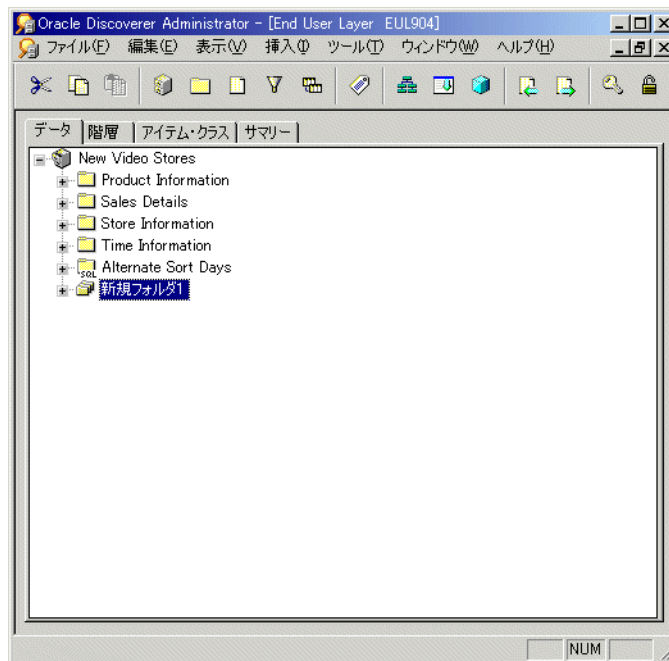 Oracle Discoverer Administrator - [End User Layer EUL904]
ファイル(F) 編集(E) 表示(V) 挿入(I) ツール(T) ウィンドウ(W) ヘルプ(H)
データ 階層 アイテム・クラス サマリー
New Video Stores
Product Information
Sales Details
Store Information
Time Information
SQL Alternate Sort Days
新規フォルダ1
NUM